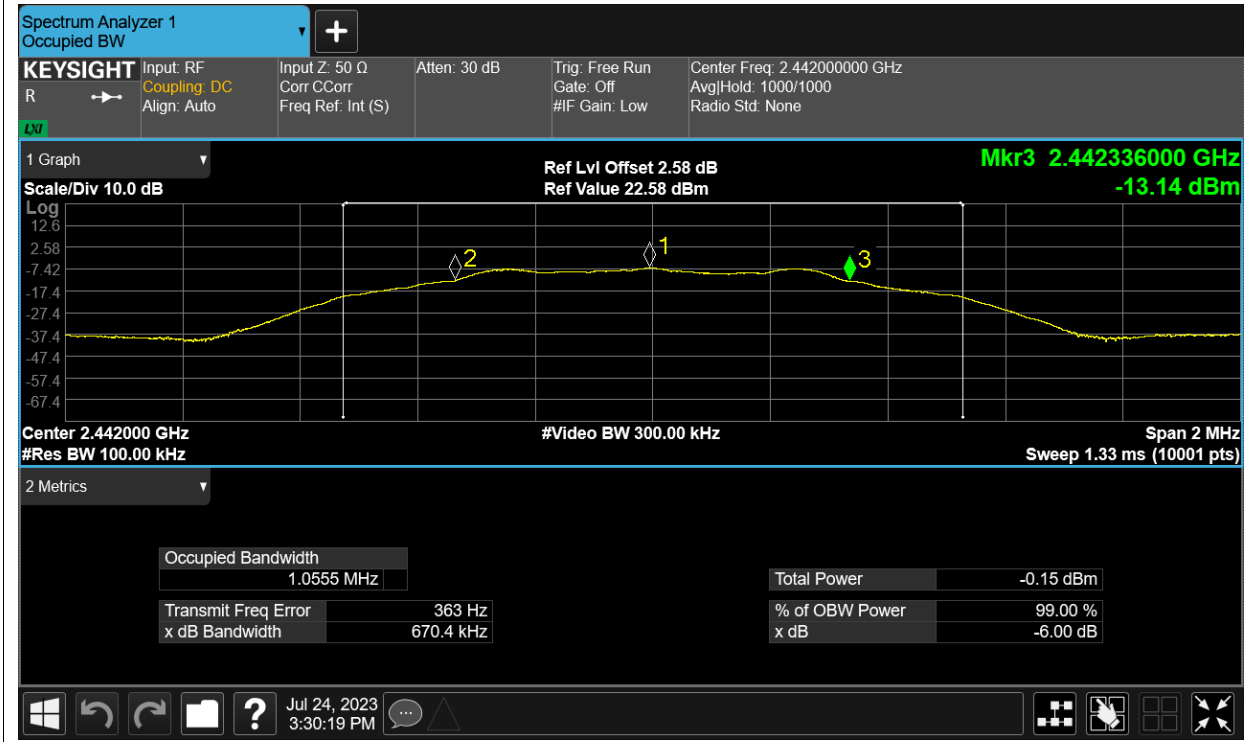 Spectrum Analyzer 1
Occupied BW
KEYSIGHT
R
LXI
Input: RF
Coupling: DC
Align: Auto
Input Z: 50 Ω
Corr CCorr
Freq Ref: Int (S)
Atten: 30 dB
Trig: Free Run
Gate: Off
#IF Gain: Low
Center Freq: 2.442000000 GHz
Avg|Hold: 1000/1000
Radio Std: None
1 Graph
Scale/Div 10.0 dB
Ref Lvl Offset 2.58 dB
Ref Value 22.58 dBm
Mkr3 2.442336000 GHz
-13.14 dBm
Log
12.6
2.58
-7.42
-17.4
-27.4
-37.4
-47.4
-57.4
-67.4
2
1
3
Center 2.442000 GHz
#Res BW 100.00 kHz
#Video BW 300.00 kHz
Span 2 MHz
Sweep 1.33 ms (10001 pts)
2 Metrics
Occupied Bandwidth
1.0555 MHz
Transmit Freq Error 363 Hz
x dB Bandwidth 670.4 kHz
Total Power -0.15 dBm
% of OBW Power 99.00 %
x dB -6.00 dB
?
Jul 24, 2023
3:30:19 PM